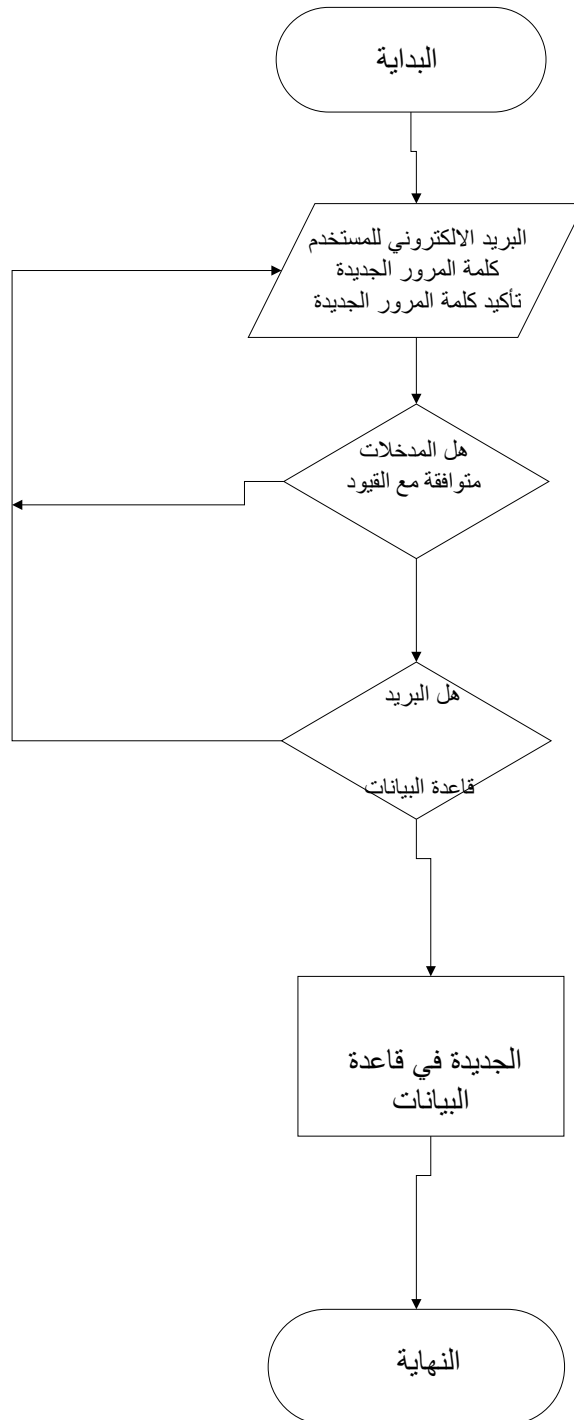 البداية
البريد الالكتروني للمستخدم
كلمة المرور الجديدة
تأكيد كلمة المرور الجديدة
هل المدخلات
متوافقة مع القيود
هل البريد
قاعدة البيانات
الجديدة في قاعدة
البيانات
النهاية